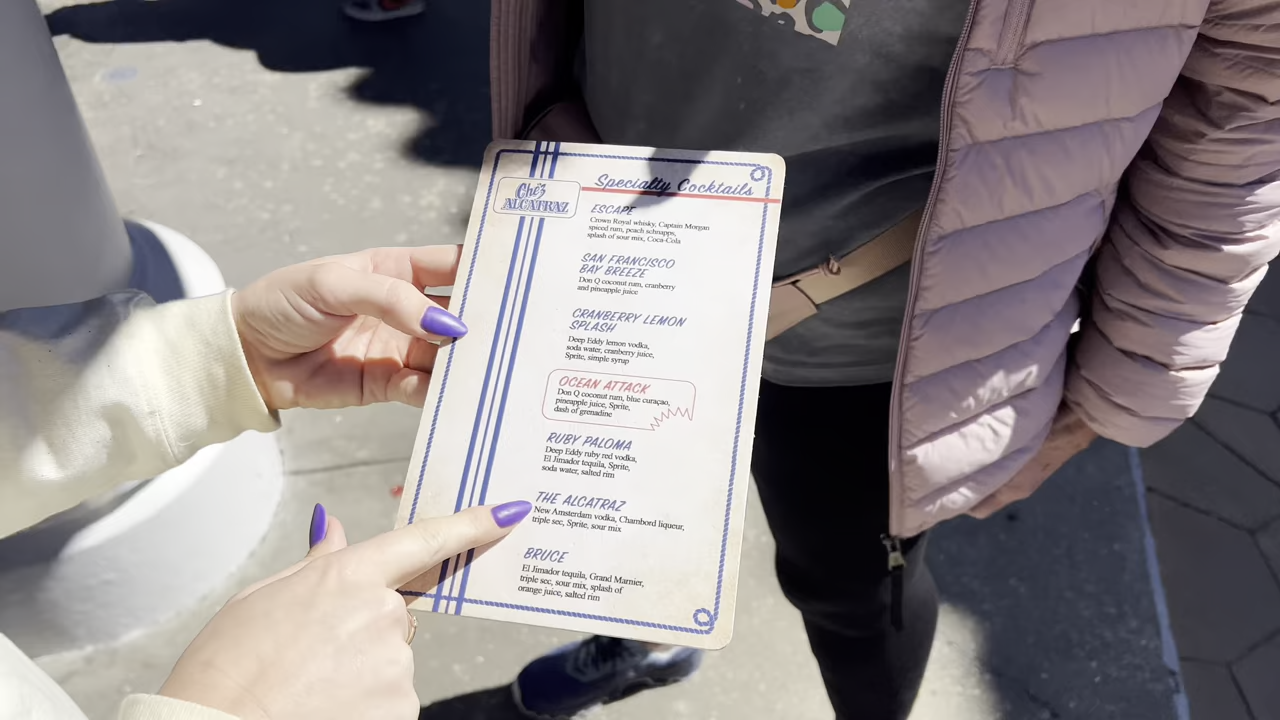 Ché's
ALCATRAZ
Specialty Cocktails
ESCAPE
Crown Royal whisky, Captain Morgan
spiced rum, peach schnapps,
splash of sour mix, Coca-Cola
SAN FRANCISCO
BAY BREEZE
Don Q coconut rum, cranberry
and pineapple juice
CRANBERRY LEMON
SPLASH
Deep Eddy lemon vodka,
soda water, cranberry juice,
Sprite, simple syrup
OCEAN ATTACK
Don Q coconut rum, blue curaçao,
pineapple juice, Sprite,
dash of grenadine
RUBY PALOMA
Deep Eddy ruby red vodka,
El Jimador tequila, Sprite,
soda water, salted rim
THE ALCATRAZ
New Amsterdam vodka, Chambord liqueur,
triple sec, Sprite, sour mix
BRUCE
El Jimador tequila, Grand Marnier,
triple sec, sour mix, splash of
orange juice, salted rim